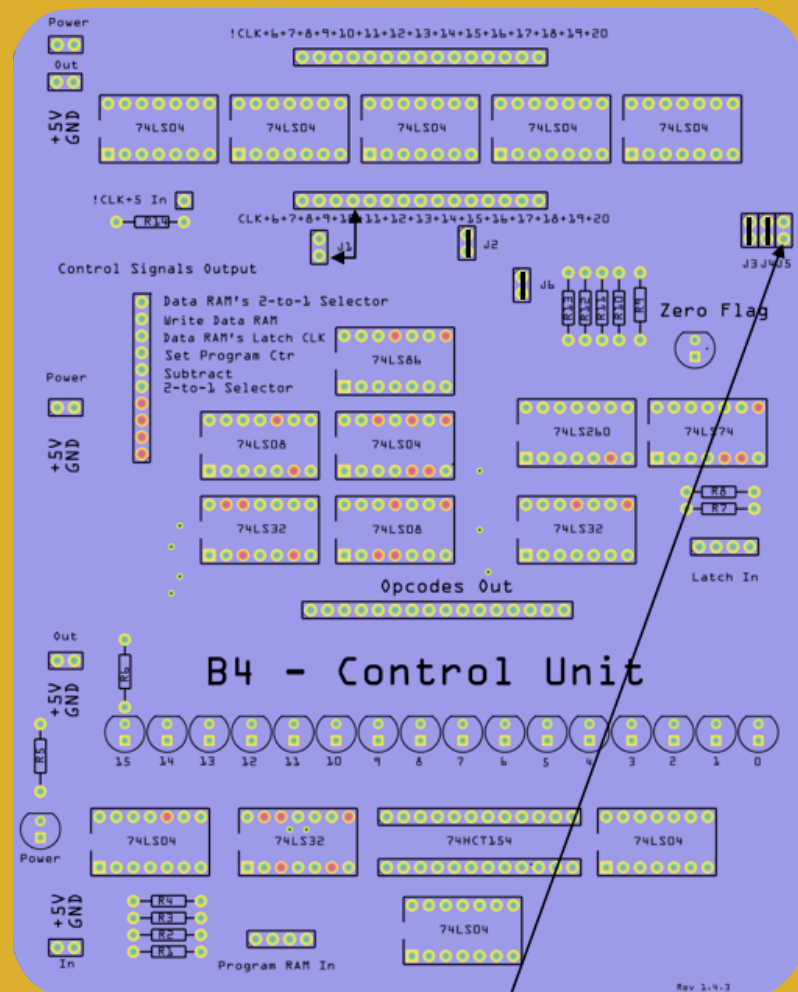 Power
!CLK+6+7+8+9+10+11+12+13+14+15+16+17+18+19+20
Out
+5V
GND
74LS04 74LS04 74LS04 74LS04 74LS04
!CLK+5 In
R14
CLK+6+7+8+9+10+11+12+13+14+15+16+17+18+19+20
J1
J2
J3 J4 J5
Control Signals Output
J6
R13 R12 R11 R10 R9
Zero Flag
Data RAM's 2-to-1 Selector
Write Data RAM
Data RAM's Latch CLK
Set Program Ctr
Subtract
2-to-1 Selector
74LS86
Power
+5V
GND
74LS08 74LS04 74LS260 74LS74
R8
R7
74LS32 74LS08 74LS32
Latch In
Opcodes Out
Out
+5V
GND
R6
B4 - Control Unit
R5
15 14 13 12 11 10 9 8 7 6 5 4 3 2 1 0
74LS04 74LS32 74HCT154 74LS04
Power
+5V
GND
R4
R3
R2
R1
74LS04
In
Program RAM In
Rev 1.4.3